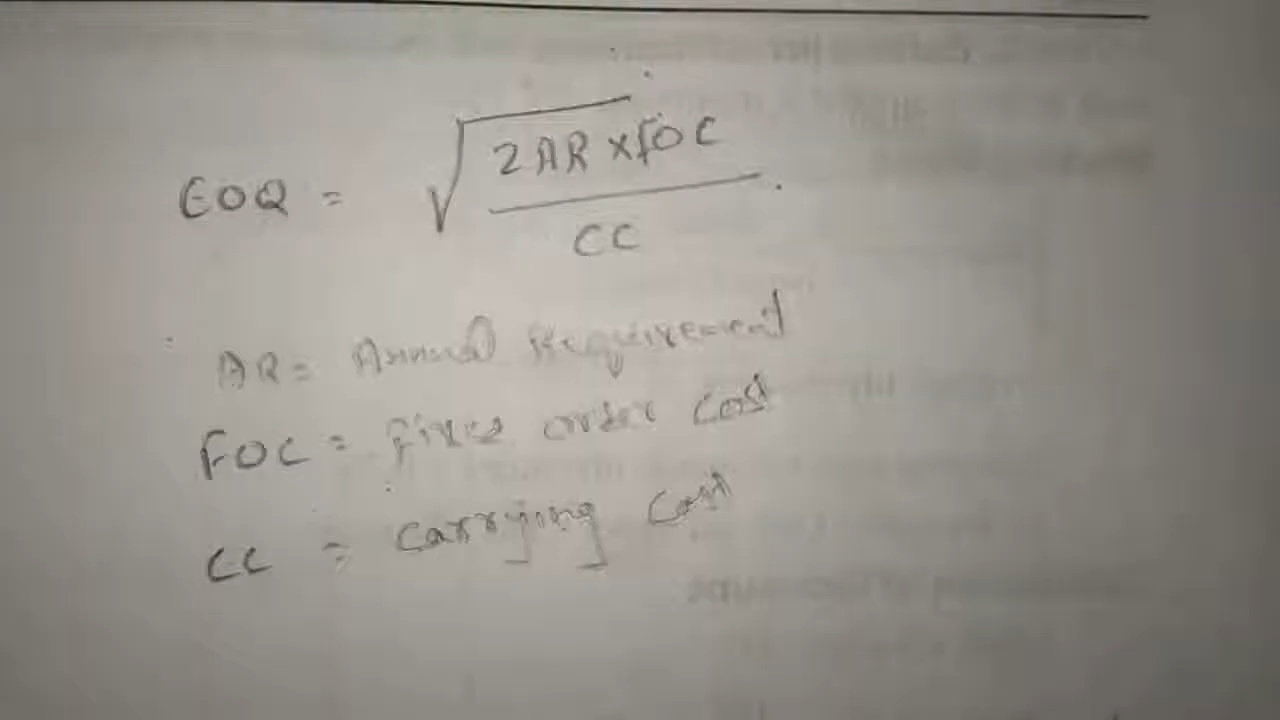 EOQ = √ 2AR × FOC
CC
AR = Annual Requirement
FOC = fixed order cost
CC = carrying cost